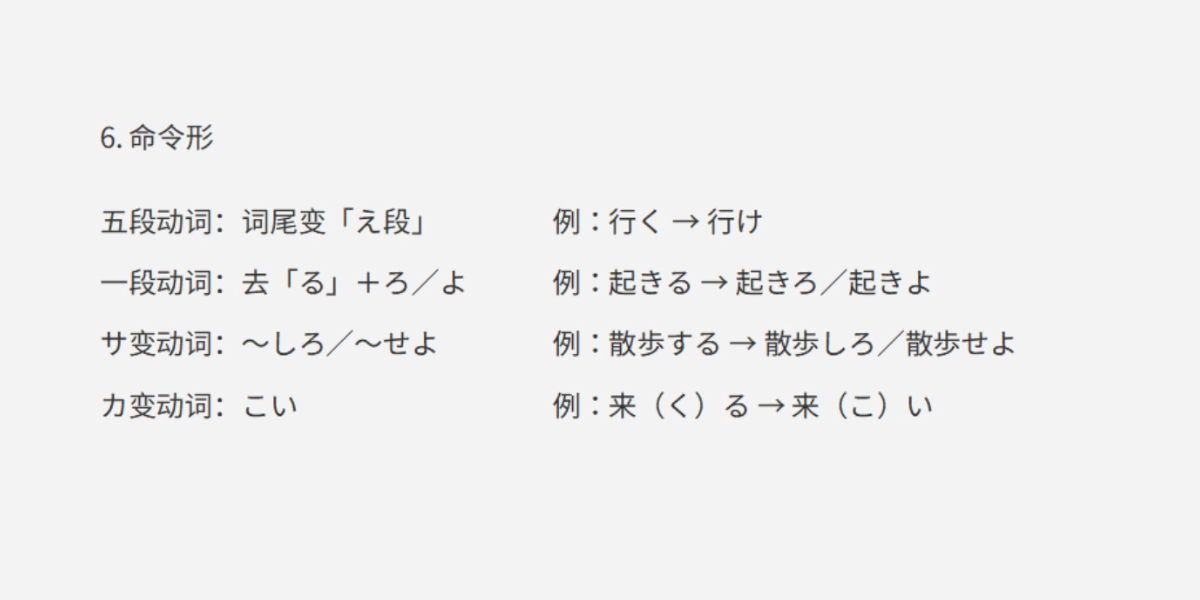 6. 命令形
五段动词：词尾变「え段」 例：行く → 行け
一段动词：去「る」＋ろ／よ 例：起きる → 起きろ／起きよ
サ变动词：〜しろ／〜せよ 例：散歩する → 散歩しろ／散歩せよ
カ变动词：こい 例：来（く）る → 来（こ）い